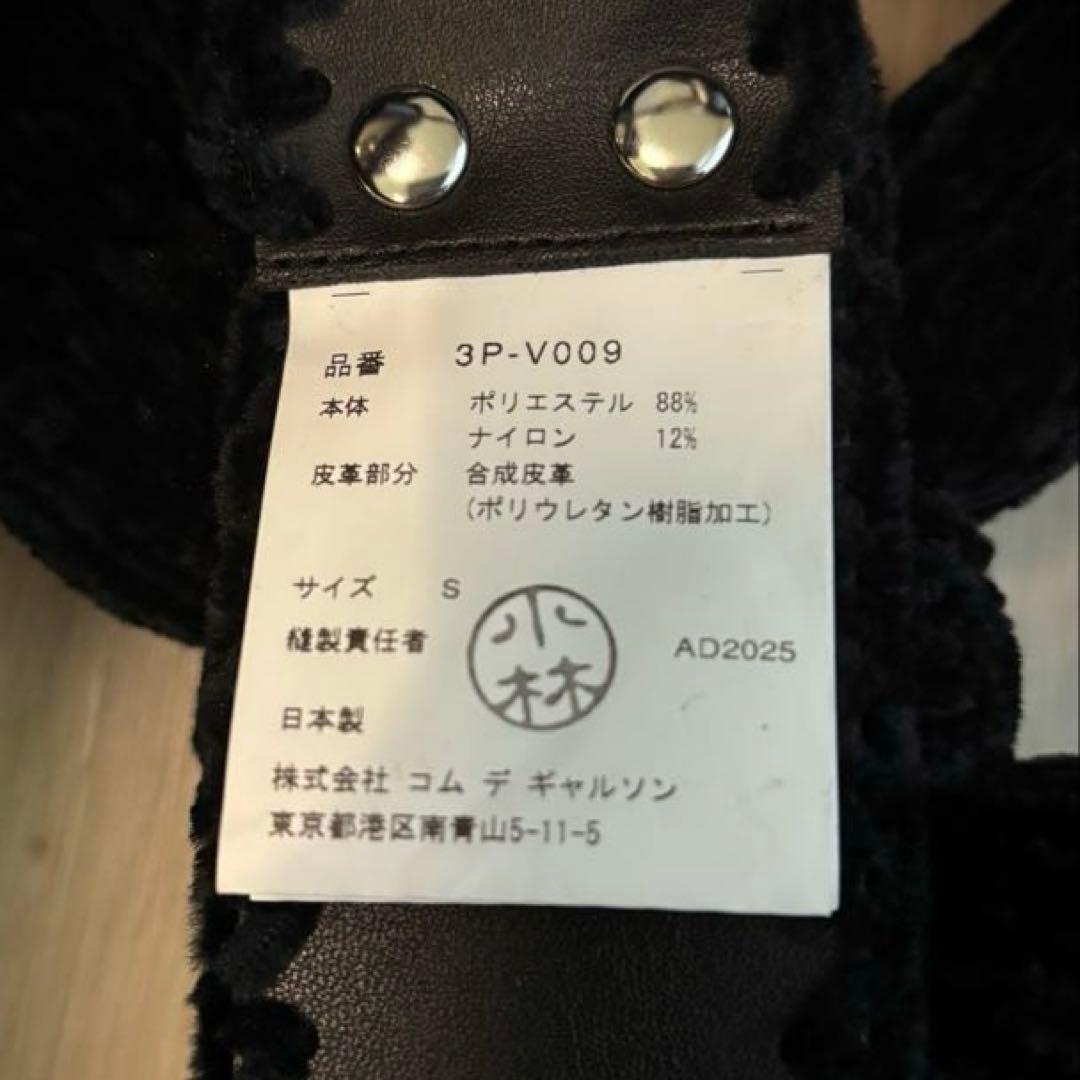 品番 3P-V009
本体 ポリエステル 88%
ナイロン 12%
皮革部分 合成皮革
(ポリウレタン樹脂加工)
サイズ S
縫製責任者 小林 AD2025
日本製
株式会社 コム デ ギャルソン
東京都港区南青山5-11-5